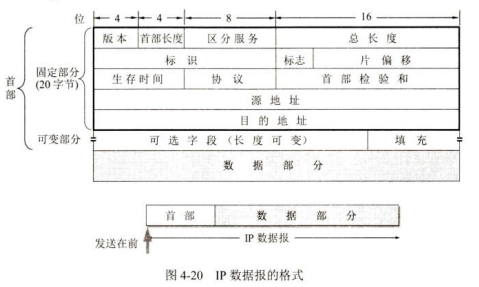 位 4 4 8 16
版本 首部长度 区分服务 总长度
标识 标志 片偏移
生存时间 协议 首部检验和
源地址
目的地址
可选字段（长度可变） 填充
数据部分
首部
固定部分
(20 字节)
可变部分
首部 数据部分
发送在前 IP 数据报
图 4-20 IP 数据报的格式